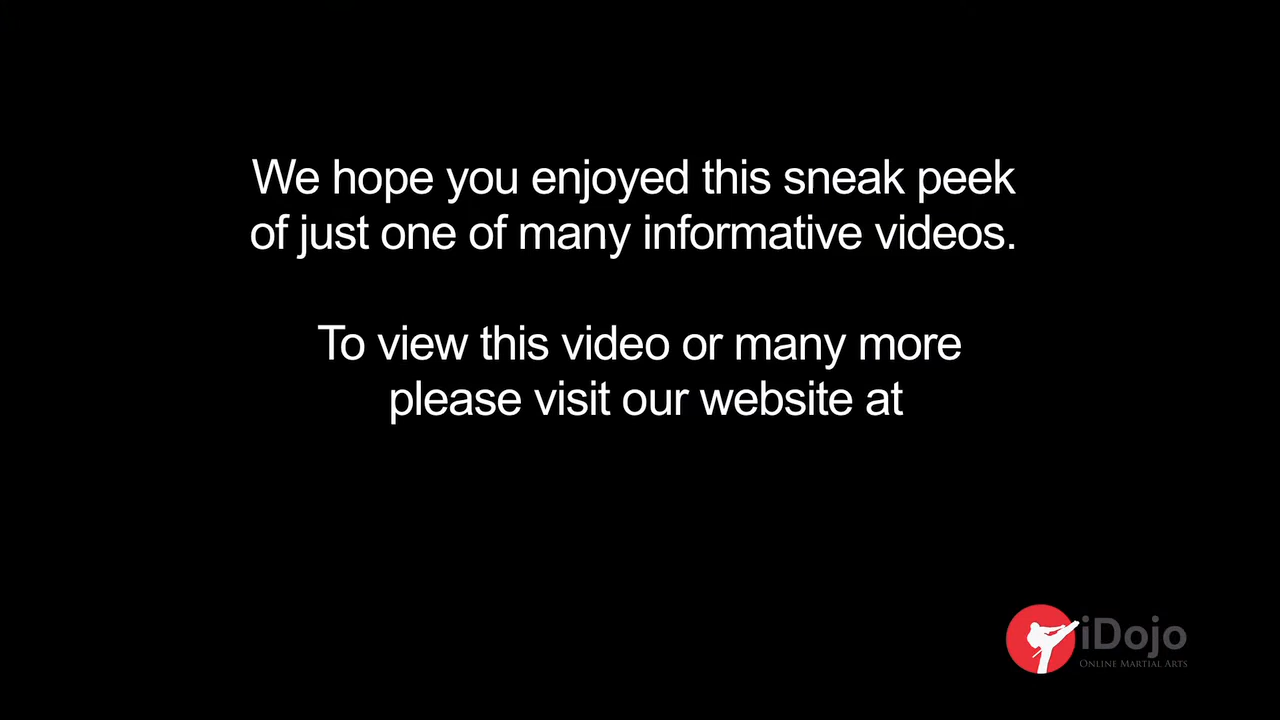 We hope you enjoyed this sneak peek
of just one of many informative videos.
To view this video or many more
please visit our website at
iDojo
Online Martial Arts